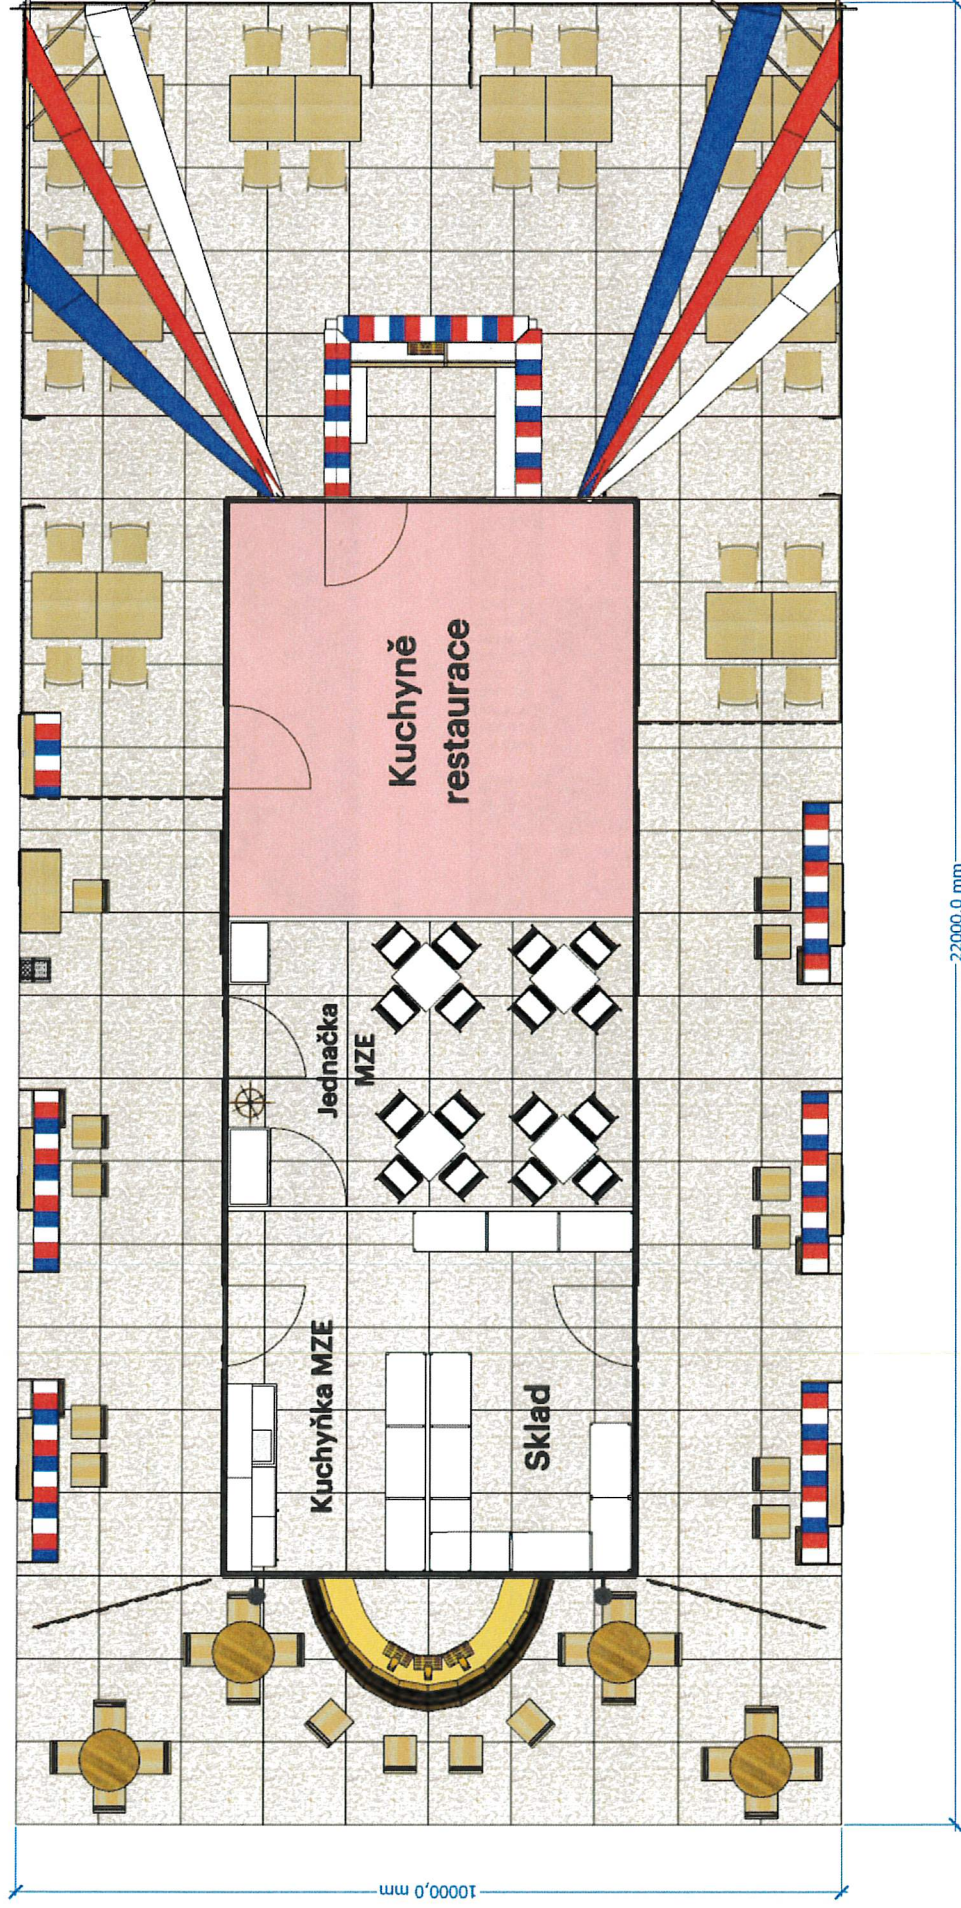 Kuchyně
restaurace
Jednačka
MZE
Kuchyňka MZE
Sklad
22000,0 mm
10000,0 mm